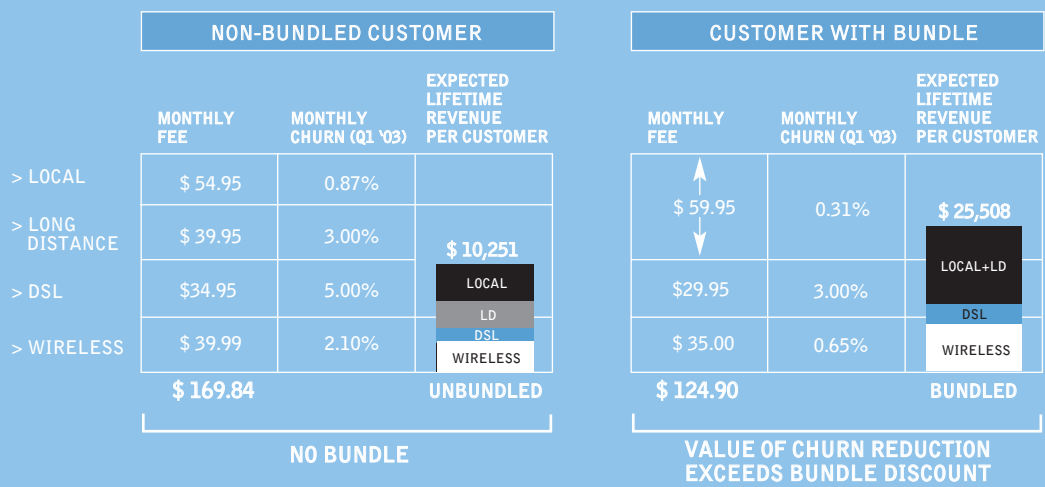 NON-BUNDLED CUSTOMER
MONTHLY
FEE
MONTHLY
CHURN (Q1 '03)
EXPECTED
LIFETIME
REVENUE
PER CUSTOMER
> LOCAL
$ 54.95
0.87%
> LONG
DISTANCE
$ 39.95
3.00%
> DSL
$34.95
5.00%
> WIRELESS
$ 39.99
2.10%
$ 10,251
LOCAL
LD
DSL
WIRELESS
$ 169.84
UNBUNDLED
NO BUNDLE
CUSTOMER WITH BUNDLE
MONTHLY
FEE
MONTHLY
CHURN (Q1 '03)
EXPECTED
LIFETIME
REVENUE
PER CUSTOMER
$ 59.95
0.31%
$29.95
3.00%
$ 35.00
0.65%
$ 25,508
LOCAL+LD
DSL
WIRELESS
$ 124.90
BUNDLED
VALUE OF CHURN REDUCTION
EXCEEDS BUNDLE DISCOUNT